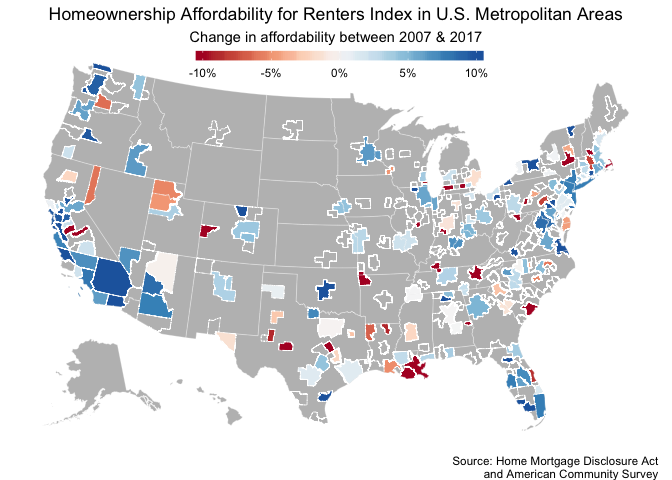 Homeownership Affordability for Renters Index in U.S. Metropolitan Areas
Change in affordability between 2007 & 2017
-10% -5% 0% 5% 10%
Source: Home Mortgage Disclosure Act
and American Community Survey